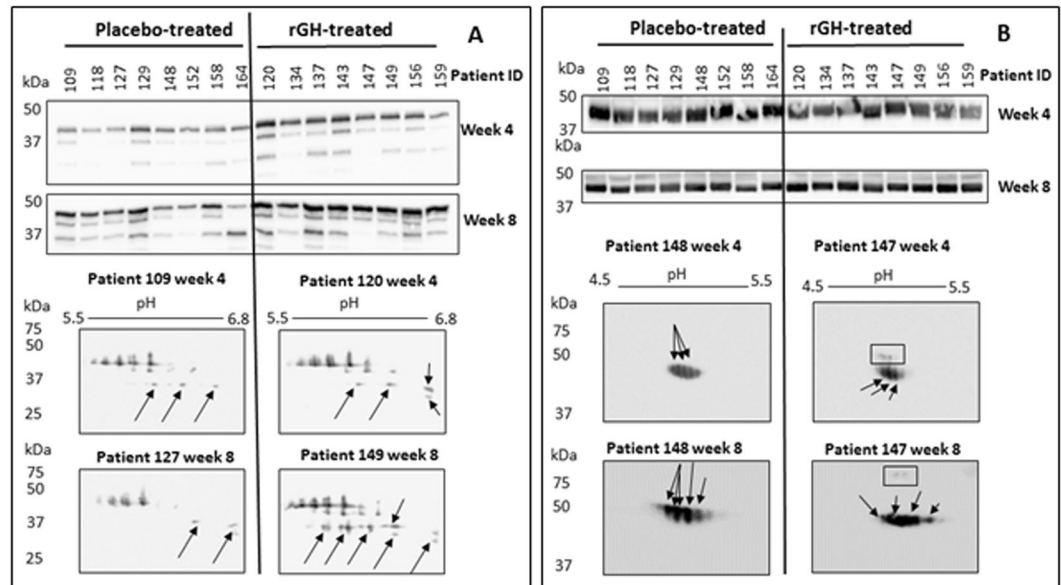 Placebo-treated rGH-treated A
kDa 109 118 127 129 148 152 158 164 120 134 137 143 147 149 156 159 Patient ID
50
37
Week 4
50
37
Week 8
Patient 109 week 4 Patient 120 week 4
kDa pH pH
5.5 6.8 5.5 6.8
75
50
37
25
Patient 127 week 8 Patient 149 week 8
kDa
75
50
37
25
Placebo-treated rGH-treated B
kDa 109 118 127 129 148 152 158 164 120 134 137 143 147 149 156 159 Patient ID
50
37
Week 4
kDa
50
37
Week 8
Patient 148 week 4 Patient 147 week 4
kDa 4.5 pH 5.5 4.5 pH 5.5
75
50
37
Patient 148 week 8 Patient 147 week 8
kDa
75
50
37